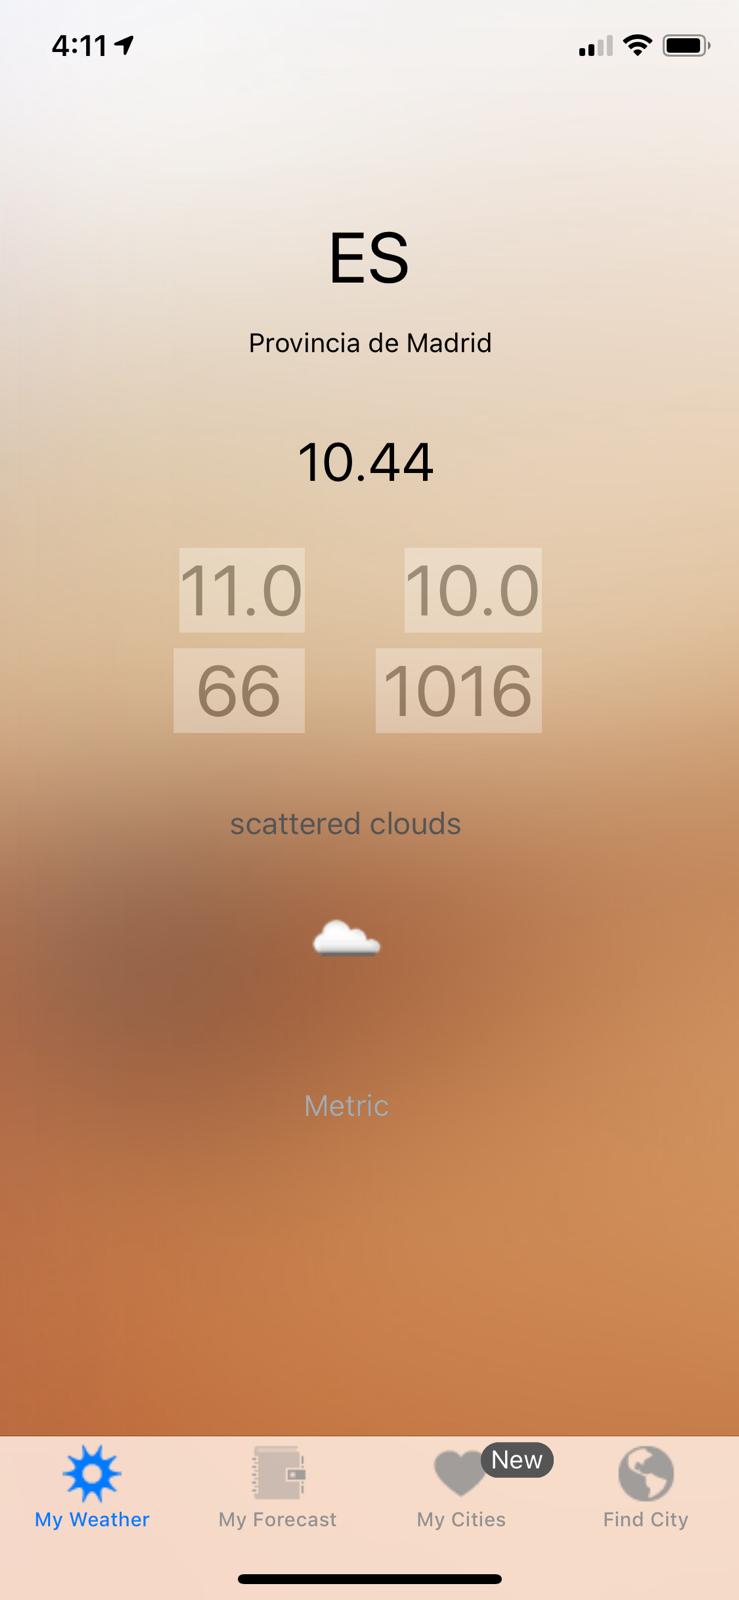 4:11
ES
Provincia de Madrid
10.44
11.0 10.0
66 1016
scattered clouds
Metric
New
My Weather My Forecast My Cities Find City